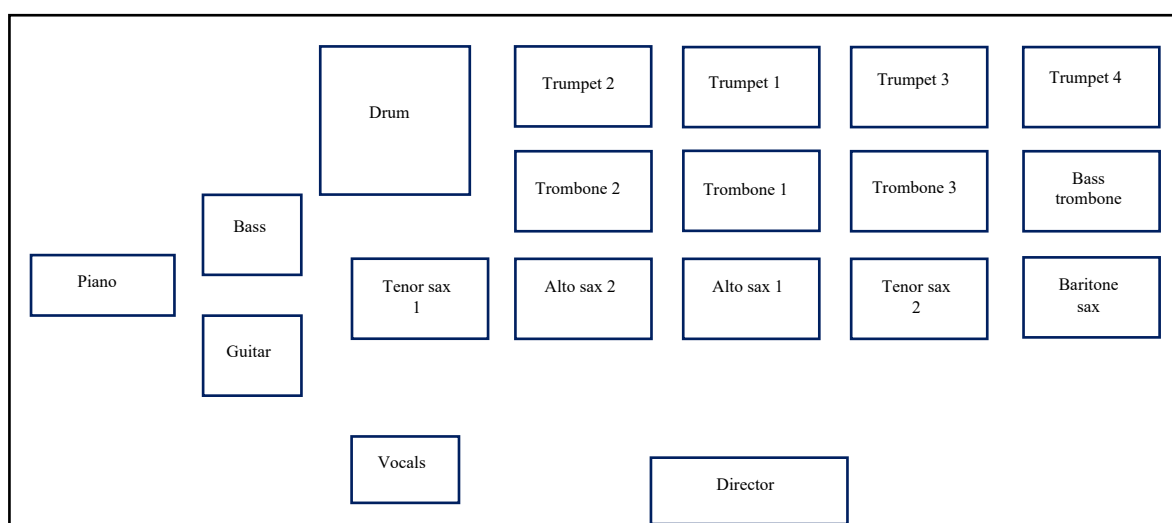 Drum
Trumpet 2
Trumpet 1
Trumpet 3
Trumpet 4
Trombone 2
Trombone 1
Trombone 3
Bass
trombone
Bass
Piano
Tenor sax
1
Alto sax 2
Alto sax 1
Tenor sax
2
Baritone
sax
Guitar
Vocals
Director